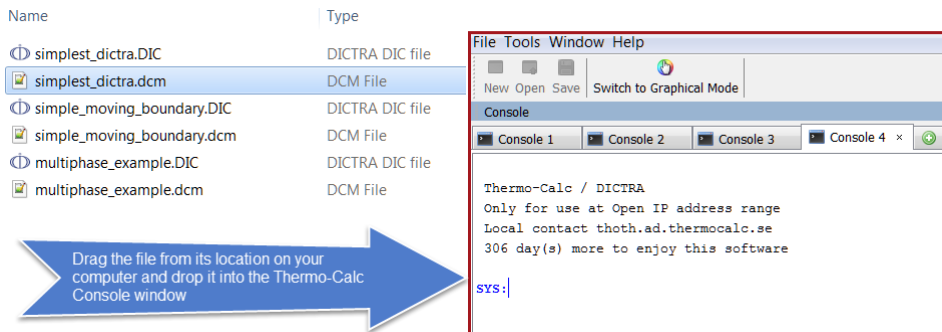 Name Type
simplest_dictra.DIC DICTRA DIC file
simplest_dictra.dcm DCM File
simple_moving_boundary.DIC DICTRA DIC file
simple_moving_boundary.dcm DCM File
multiphase_example.DIC DICTRA DIC file
multiphase_example.dcm DCM File
Drag the file from its location on your
computer and drop it into the Thermo-Calc
Console window
File Tools Window Help
New Open Save Switch to Graphical Mode
Console
Console 1 Console 2 Console 3 Console 4 ×
Thermo-Calc / DICTRA
Only for use at Open IP address range
Local contact thoth.ad.thermocalc.se
306 day(s) more to enjoy this software
SYS: